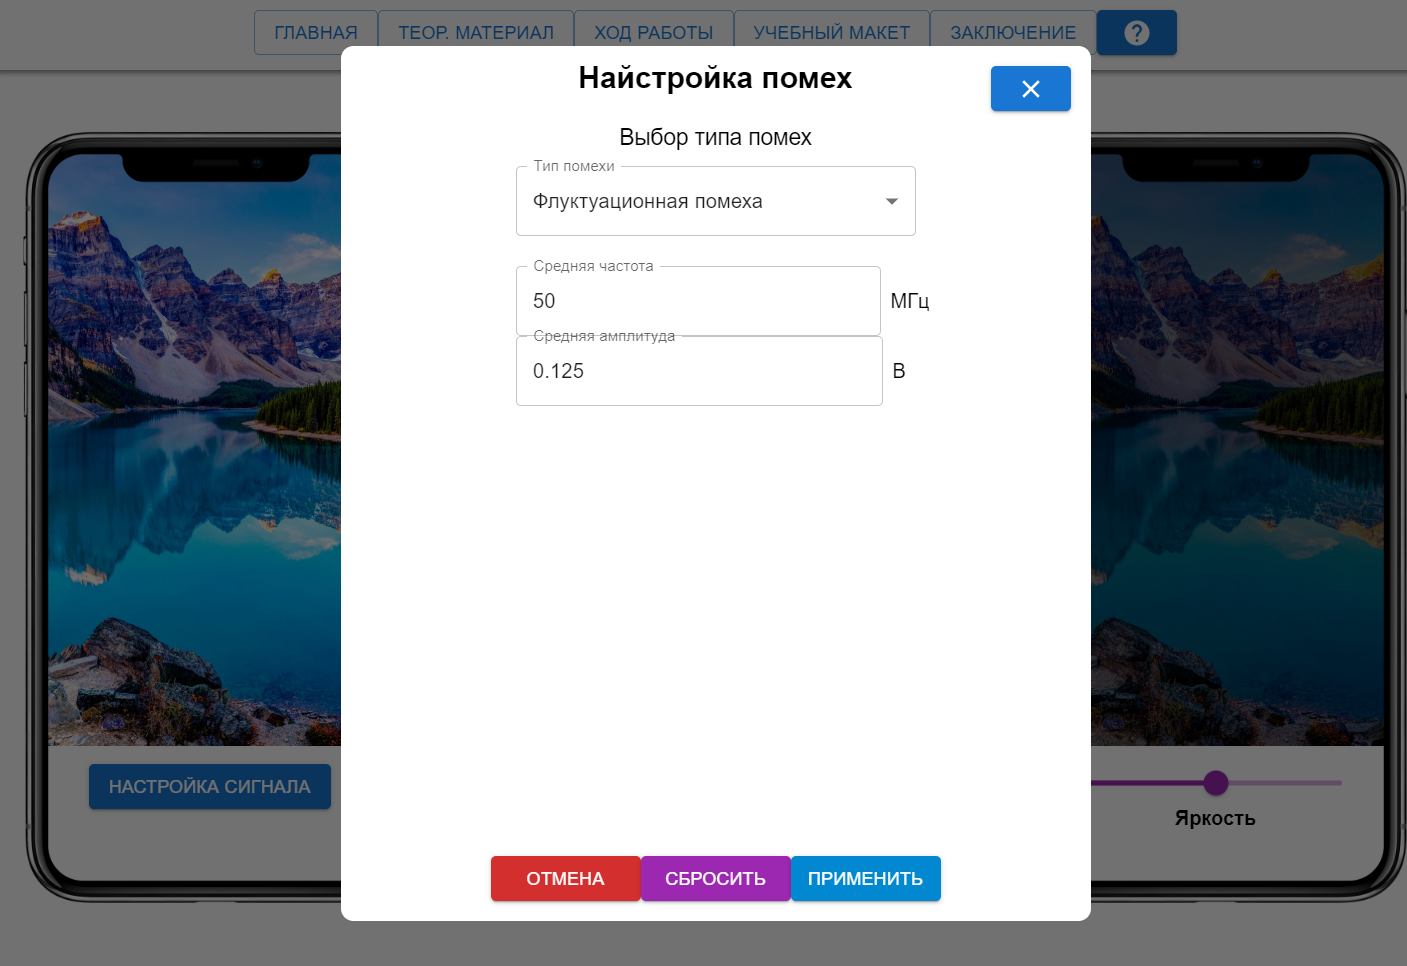 ГЛАВНАЯ ТЕОР. МАТЕРИАЛ ХОД РАБОТЫ УЧЕБНЫЙ МАКЕТ ЗАКЛЮЧЕНИЕ ?
Найстройка помех
Выбор типа помех
Тип помехи
Флуктуационная помеха
Средняя частота
50 МГц
Средняя амплитуда
0.125 В
НАСТРОЙКА СИГНАЛА
Яркость
ОТМЕНА СБРОСИТЬ ПРИМЕНИТЬ